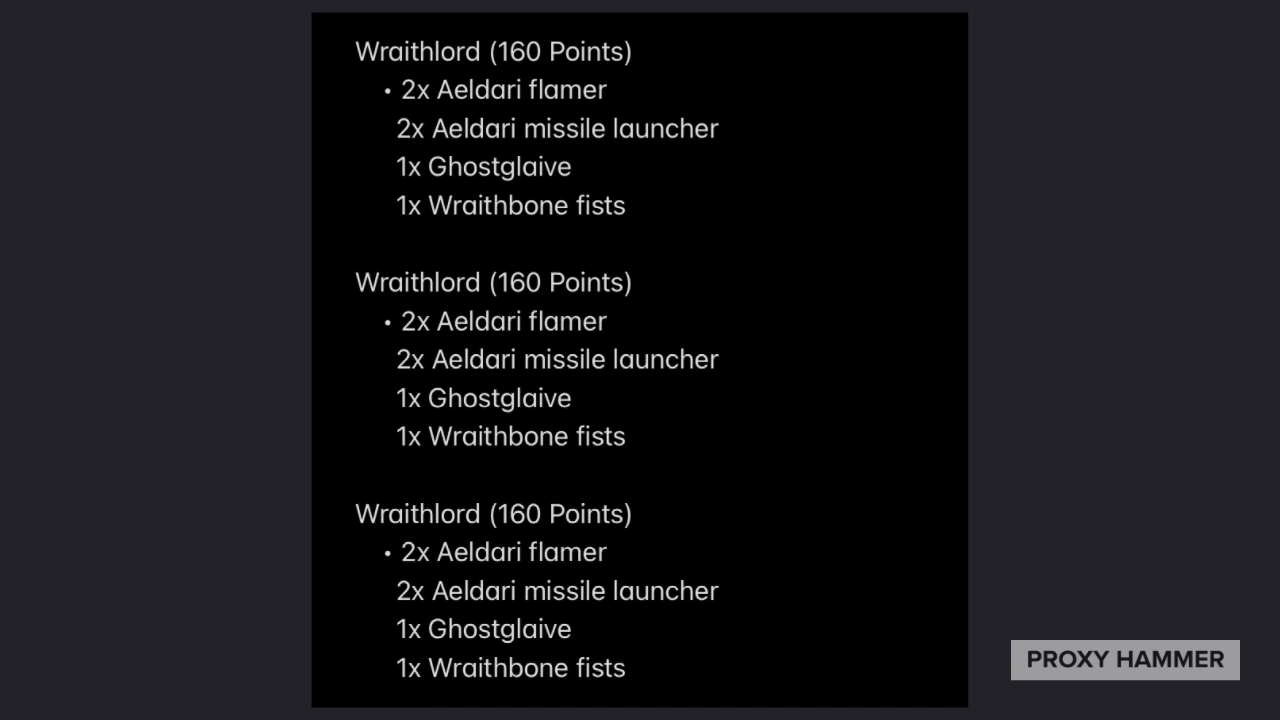 Wraithlord (160 Points)
• 2x Aeldari flamer
2x Aeldari missile launcher
1x Ghostglaive
1x Wraithbone fists
Wraithlord (160 Points)
• 2x Aeldari flamer
2x Aeldari missile launcher
1x Ghostglaive
1x Wraithbone fists
Wraithlord (160 Points)
• 2x Aeldari flamer
2x Aeldari missile launcher
1x Ghostglaive
1x Wraithbone fists
PROXY HAMMER